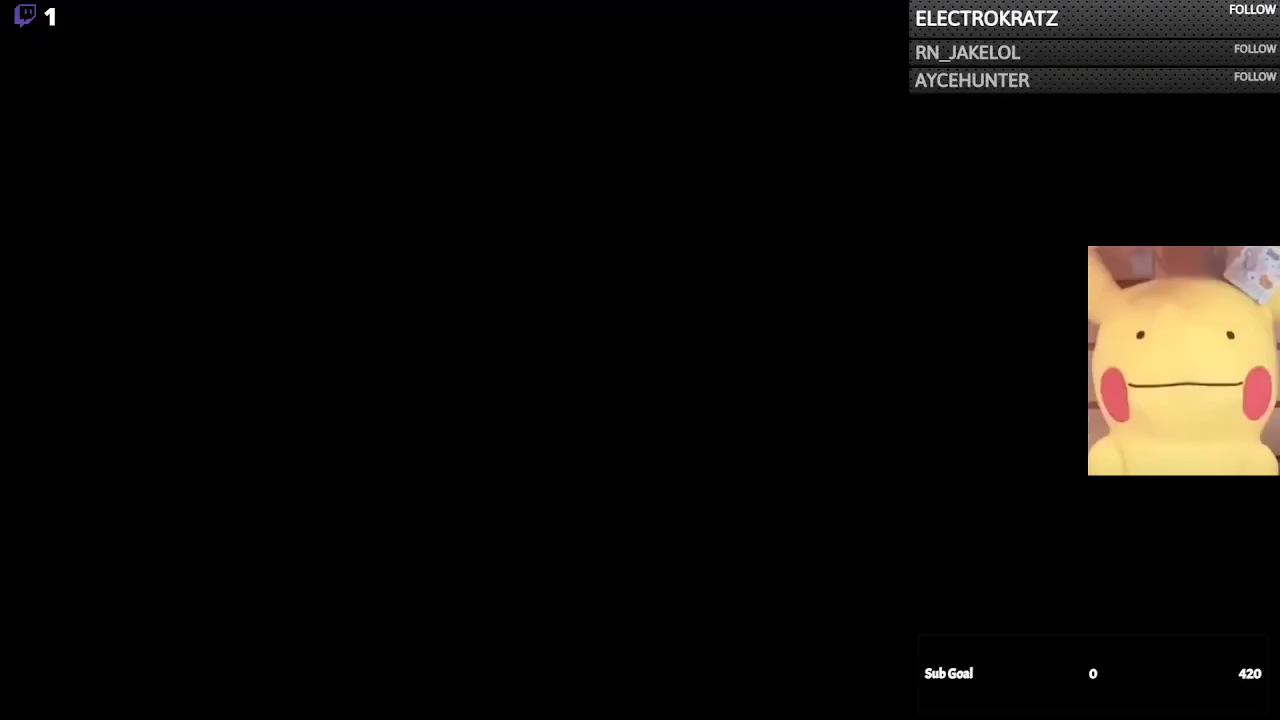 1
ELECTROKRATZ FOLLOW
RN_JAKELOL FOLLOW
AYCEHUNTER FOLLOW
Sub Goal 0 420